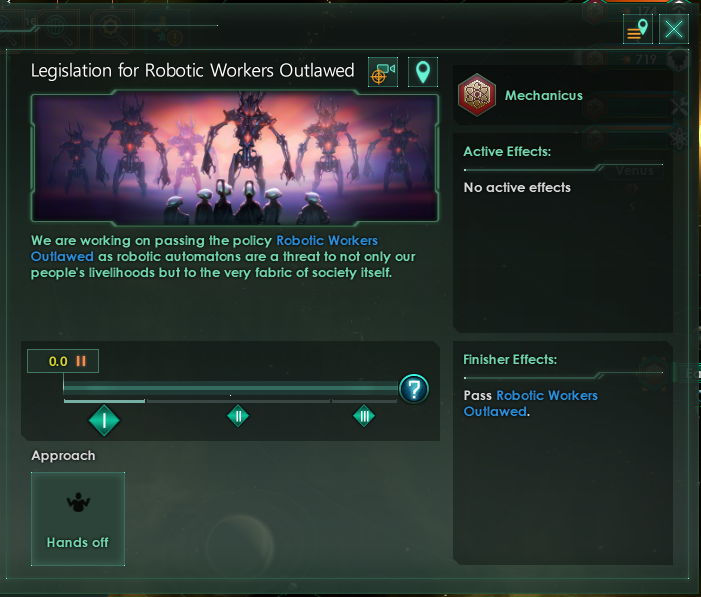 Legislation for Robotic Workers Outlawed
We are working on passing the policy Robotic Workers
Outlawed as robotic automatons are a threat to not only our
people's livelihoods but to the very fabric of society itself.
0.0
?
I
II
III
Approach
Hands off
719
Mechanicus
Active Effects:
Venus
No active effects
Finisher Effects:
Pass Robotic Workers
Outlawed.